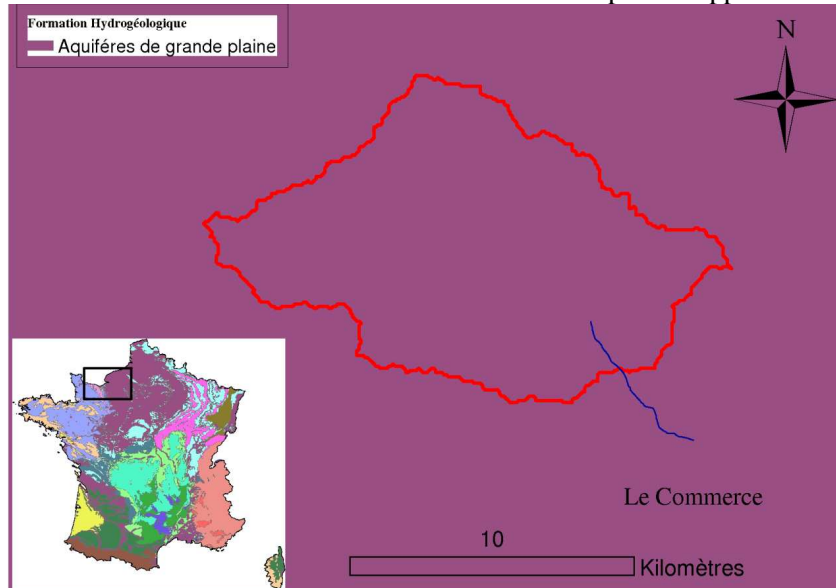 Formation Hydrogéologique
Aquiféres de grande plaine
N
Le Commerce
10
Kilomètres